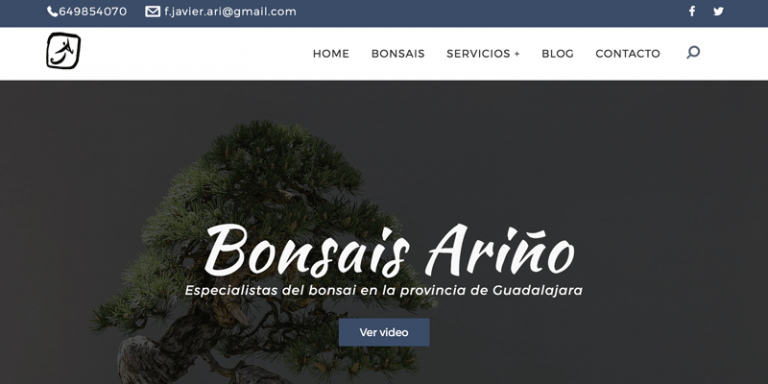 649854070 f.javier.ari@gmail.com
HOME BONSAIS SERVICIOS + BLOG CONTACTO
Bonsais Ariño
Especialistas del bonsai en la provincia de Guadalajara
Ver video